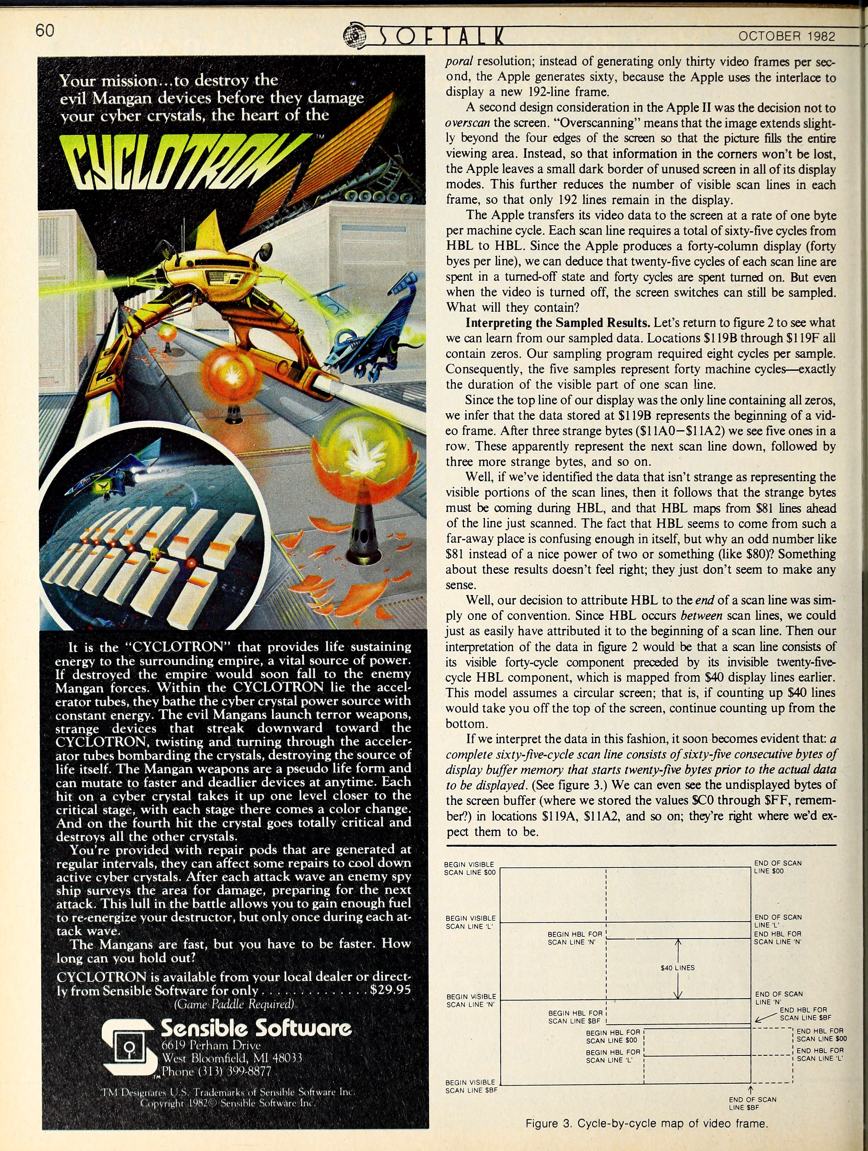 60
SOFTALK
OCTOBER 1982
Your mission...to destroy the
evil Mangan devices before they damage
your cyber crystals, the heart of the
CYCLOTRON™
It is the "CYCLOTRON" that provides life sustaining
energy to the surrounding empire, a vital source of power.
If destroyed the empire would soon fall to the enemy
Mangan forces. Within the CYCLOTRON lie the accel-
erator tubes, they bathe the cyber crystal power source with
constant energy. The evil Mangans launch terror weapons,
strange devices that streak downward toward the
CYCLOTRON, twisting and turning through the acceler-
ator tubes bombarding the crystals, destroying the source of
life itself. The Mangan weapons are a pseudo life form and
can mutate to faster and deadlier devices at anytime. Each
hit on a cyber crystal takes it up one level closer to the
critical stage, with each stage there comes a color change.
And on the fourth hit the crystal goes totally critical and
destroys all the other crystals.
You're provided with repair pods that are generated at
regular intervals, they can affect some repairs to cool down
active cyber crystals. After each attack wave an enemy spy
ship surveys the area for damage, preparing for the next
attack. This lull in the battle allows you to gain enough fuel
to re-energize your destructor, but only once during each at-
tack wave.
The Mangans are fast, but you have to be faster. How
long can you hold out?
CYCLOTRON is available from your local dealer or direct-
ly from Sensible Software for only . . . . . . . . . . . . . . $29.95
(Game Paddle Required)
Sensible Software
6619 Perham Drive
West Bloomfield, MI 48033
Phone (313) 399-8877
TM
TM Designates U.S. Trademarks of Sensible Software Inc.
Copyright 1982© Sensible Software Inc.
poral resolution; instead of generating only thirty video frames per sec-
ond, the Apple generates sixty, because the Apple uses the interlace to
display a new 192-line frame.
A second design consideration in the Apple II was the decision not to
overscan the screen. "Overscanning" means that the image extends slight-
ly beyond the four edges of the screen so that the picture fills the entire
viewing area. Instead, so that information in the corners won't be lost,
the Apple leaves a small dark border of unused screen in all of its display
modes. This further reduces the number of visible scan lines in each
frame, so that only 192 lines remain in the display.
The Apple transfers its video data to the screen at a rate of one byte
per machine cycle. Each scan line requires a total of sixty-five cycles from
HBL to HBL. Since the Apple produces a forty-column display (forty
byes per line), we can deduce that twenty-five cycles of each scan line are
spent in a turned-off state and forty cycles are spent turned on. But even
when the video is turned off, the screen switches can still be sampled.
What will they contain?
Interpreting the Sampled Results. Let's return to figure 2 to see what
we can learn from our sampled data. Locations $119B through $119F all
contain zeros. Our sampling program required eight cycles per sample.
Consequently, the five samples represent forty machine cycles—exactly
the duration of the visible part of one scan line.
Since the top line of our display was the only line containing all zeros,
we infer that the data stored at $119B represents the beginning of a vid-
eo frame. After three strange bytes ($11A0–$11A2) we see five ones in a
row. These apparently represent the next scan line down, followed by
three more strange bytes, and so on.
Well, if we've identified the data that isn't strange as representing the
visible portions of the scan lines, then it follows that the strange bytes
must be coming during HBL, and that HBL maps from $81 lines ahead
of the line just scanned. The fact that HBL seems to come from such a
far-away place is confusing enough in itself, but why an odd number like
$81 instead of a nice power of two or something (like $80)? Something
about these results doesn't feel right; they just don't seem to make any
sense.
Well, our decision to attribute HBL to the end of a scan line was sim-
ply one of convention. Since HBL occurs between scan lines, we could
just as easily have attributed it to the beginning of a scan line. Then our
interpretation of the data in figure 2 would be that a scan line consists of
its visible forty-cycle component preceded by its invisible twenty-five-
cycle HBL component, which is mapped from $40 display lines earlier.
This model assumes a circular screen; that is, if counting up $40 lines
would take you off the top of the screen, continue counting up from the
bottom.
If we interpret the data in this fashion, it soon becomes evident that: a
complete sixty-five-cycle scan line consists of sixty-five consecutive bytes of
display buffer memory that starts twenty-five bytes prior to the actual data
to be displayed. (See figure 3.) We can even see the undisplayed bytes of
the screen buffer (where we stored the values $C0 through $FF, remem-
ber?) in locations $119A, $11A2, and so on; they're right where we'd ex-
pect them to be.
BEGIN VISIBLE
SCAN LINE $00
END OF SCAN
LINE $00
BEGIN VISIBLE
SCAN LINE 'L'
END OF SCAN
LINE 'L'
BEGIN HBL FOR
SCAN LINE 'N'
END HBL FOR
SCAN LINE 'N'
$40 LINES
BEGIN VISIBLE
SCAN LINE 'N'
END OF SCAN
LINE 'N'
BEGIN HBL FOR
SCAN LINE $BF
END HBL FOR
SCAN LINE $BF
BEGIN HBL FOR
SCAN LINE $00
END HBL FOR
SCAN LINE $00
BEGIN HBL FOR
SCAN LINE 'L'
END HBL FOR
SCAN LINE 'L'
BEGIN VISIBLE
SCAN LINE $BF
END OF SCAN
LINE $BF
Figure 3. Cycle-by-cycle map of video frame.